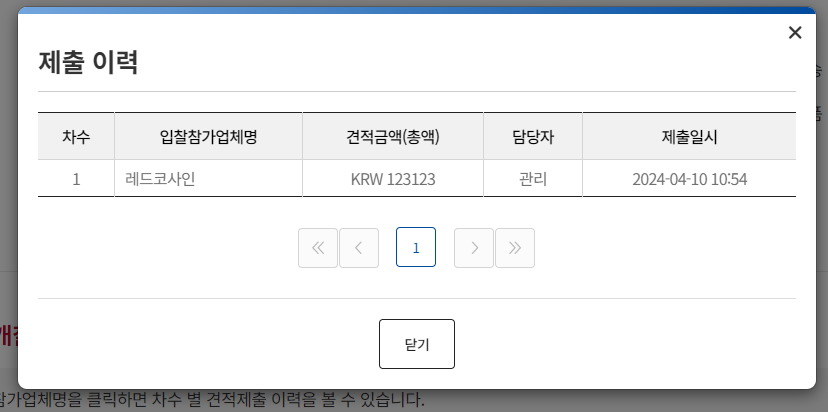 제출 이력
차수 입찰참가업체명 견적금액(총액) 담당자 제출일시
1 레드코사인 KRW 123123 관리 2024-04-10 10:54
1
닫기
참가업체명을 클릭하면 차수 별 견적제출 이력을 볼 수 있습니다.